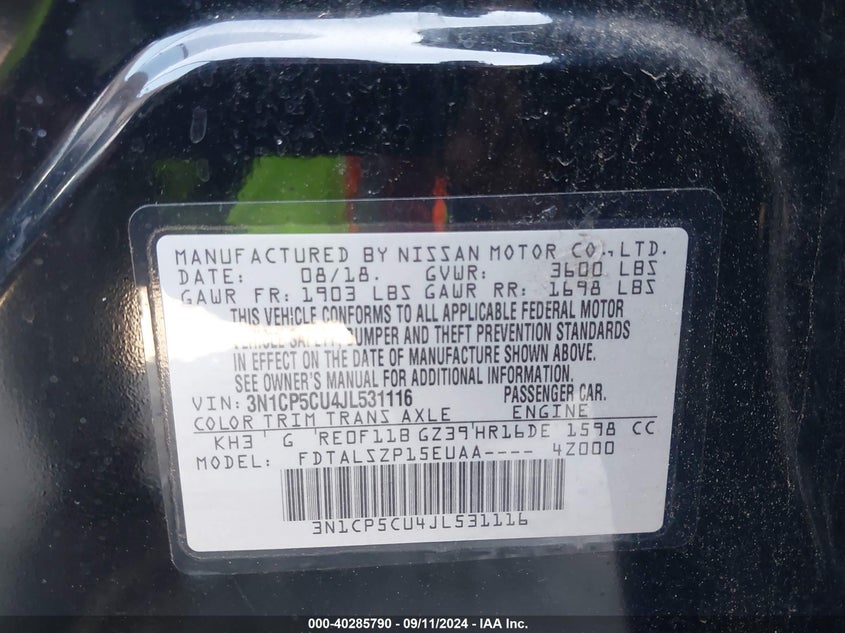 MANUFACTURED BY NISSAN MOTOR CO.,LTD.
DATE: 08/18. GVWR: 3600 LBS
GAWR FR: 1903 LBS GAWR RR: 1698 LBS
THIS VEHICLE CONFORMS TO ALL APPLICABLE FEDERAL MOTOR
VEHICLE SAFETY, BUMPER AND THEFT PREVENTION STANDARDS
IN EFFECT ON THE DATE OF MANUFACTURE SHOWN ABOVE.
SEE OWNER'S MANUAL FOR ADDITIONAL INFORMATION.
VIN: 3N1CP5CU4JL531116 PASSENGER CAR.
COLOR TRIM TRANS AXLE ENGINE
KH3 G RE0F11B GZ39 HR16DE 1598 CC
MODEL: FDTALSZP15EUAA---- 4Z000
3N1CP5CU4JL531116
000-40285790 - 09/11/2024 - IAA Inc.